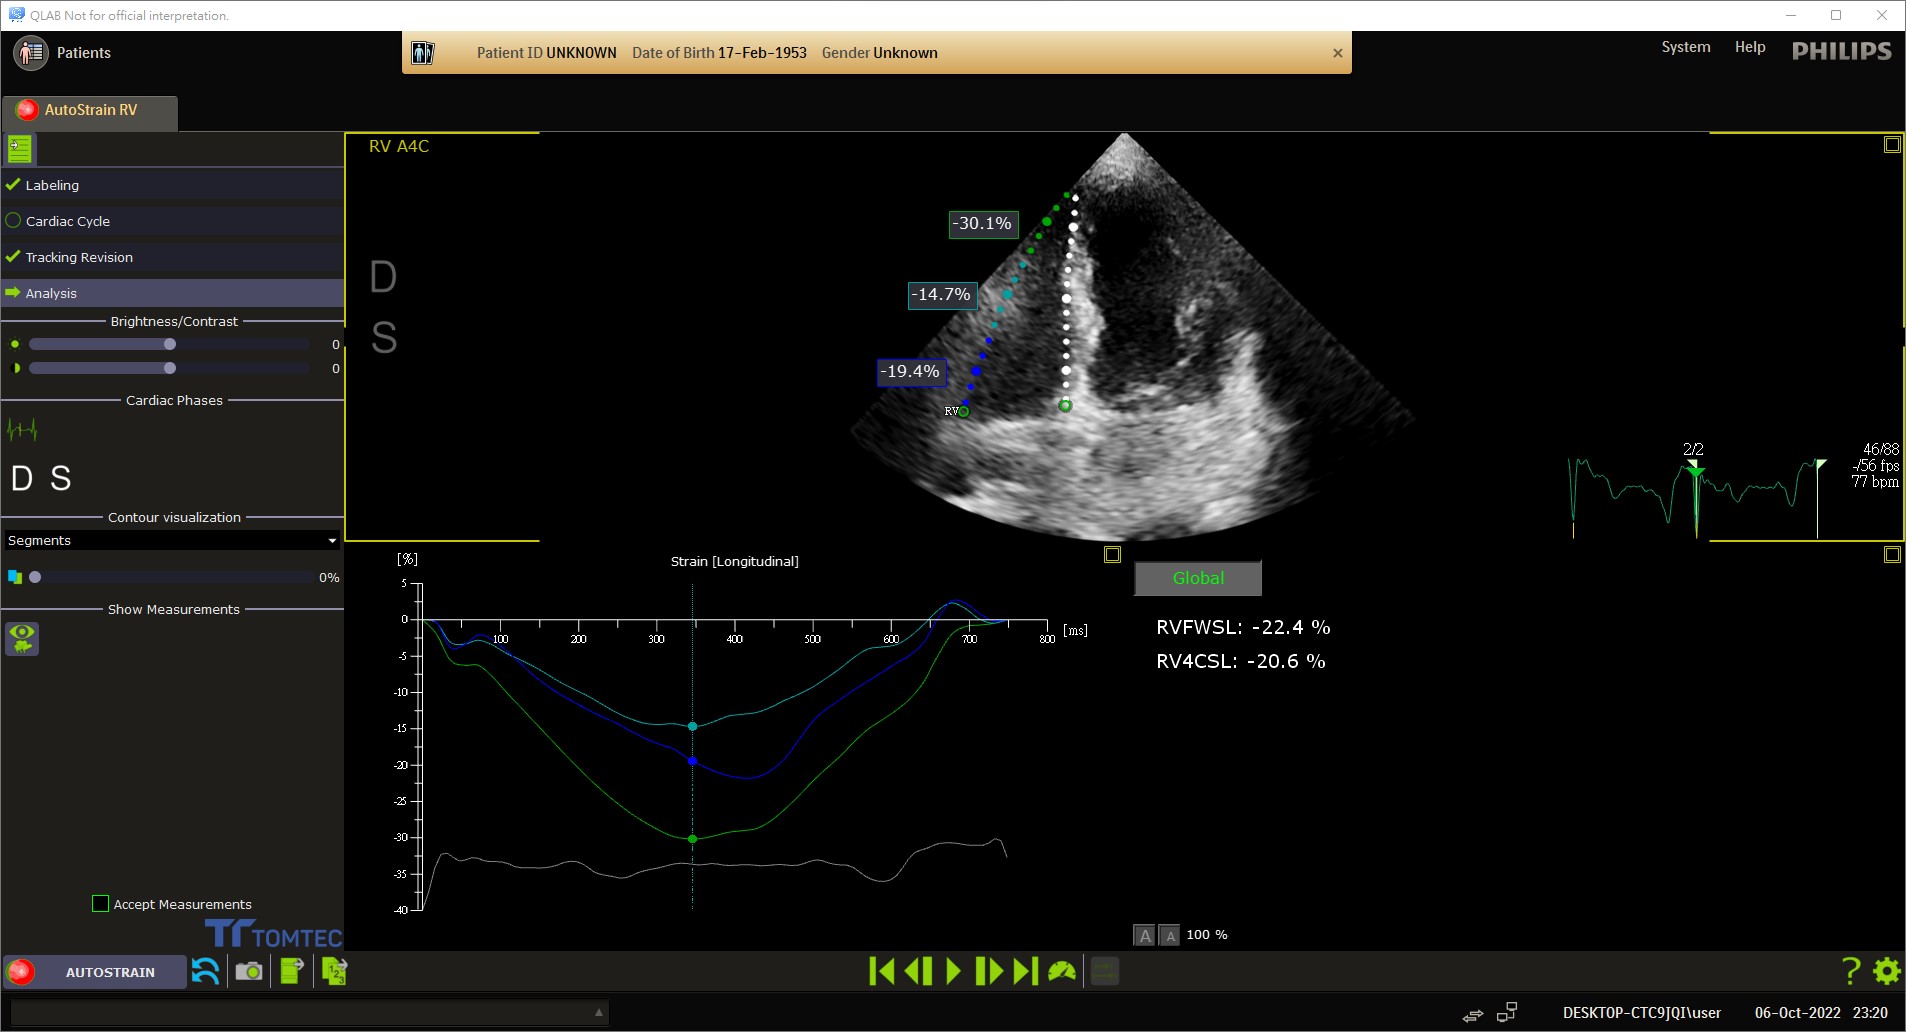 QLAB Not for official interpretation.
Patients
Patient ID UNKNOWN Date of Birth 17-Feb-1953 Gender Unknown
System Help PHILIPS
AutoStrain RV
Labeling
Cardiac Cycle
Tracking Revision
Analysis
Brightness/Contrast
0
0
Cardiac Phases
D S
Contour visualization
Segments
0%
Show Measurements
Accept Measurements
TOMTEC
RV A4C
D
S
-30.1%
-14.7%
-19.4%
RV
2/2
46/88
-/56 fps
77 bpm
[%]
Strain [Longitudinal]
5
0
-5
-10
-15
-20
-25
-30
-35
-40
100 200 300 400 500 600 700 800 [ms]
Global
RVFWSL: -22.4 %
RV4CSL: -20.6 %
A A 100 %
AUTOSTRAIN
1 2 3
?
DESKTOP-CTC9JQI\user 06-Oct-2022 23:20